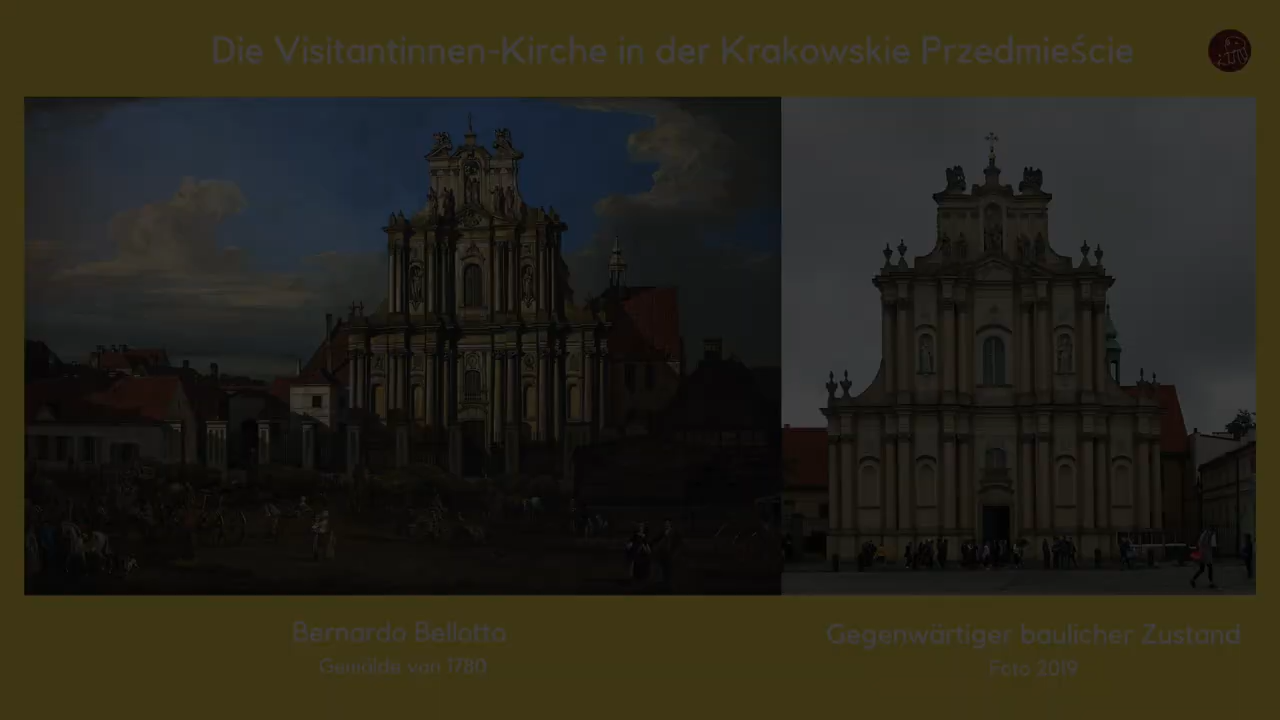 Die Visitantinnen-Kirche in der Krakowskie Przedmieście
Bernardo Bellotto
Gemälde von 1780
Gegenwärtiger baulicher Zustand
Foto 2019